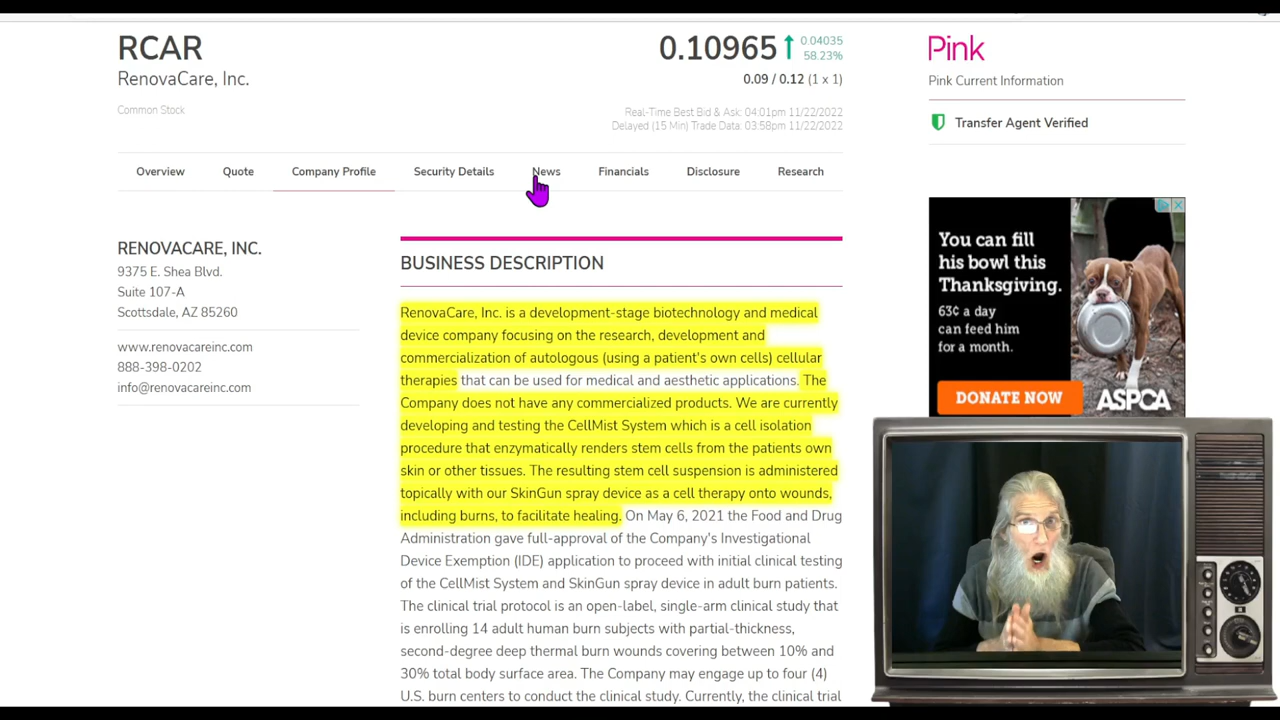 RCAR
RenovaCare, Inc.
Common Stock
0.10965
0.04035
58.23%
0.09 / 0.12 (1 x 1)
Real-Time Best Bid & Ask: 04:01pm 11/22/2022
Delayed (15 Min) Trade Data: 03:58pm 11/22/2022
Pink
Pink Current Information
Transfer Agent Verified
Overview
Quote
Company Profile
Security Details
News
Financials
Disclosure
Research
RENOVACARE, INC.
9375 E. Shea Blvd.
Suite 107-A
Scottsdale, AZ 85260
www.renovacareinc.com
888-398-0202
info@renovacareinc.com
BUSINESS DESCRIPTION
RenovaCare, Inc. is a development-stage biotechnology and medical
device company focusing on the research, development and
commercialization of autologous (using a patient's own cells) cellular
therapies that can be used for medical and aesthetic applications. The
Company does not have any commercialized products. We are currently
developing and testing the CellMist System which is a cell isolation
procedure that enzymatically renders stem cells from the patients own
skin or other tissues. The resulting stem cell suspension is administered
topically with our SkinGun spray device as a cell therapy onto wounds,
including burns, to facilitate healing. On May 6, 2021 the Food and Drug
Administration gave full-approval of the Company's Investigational
Device Exemption (IDE) application to proceed with initial clinical testing
of the CellMist System and SkinGun spray device in adult burn patients.
The clinical trial protocol is an open-label, single-arm clinical study that
is enrolling 14 adult human burn subjects with partial-thickness,
second-degree deep thermal burn wounds covering between 10% and
30% total body surface area. The Company may engage up to four (4)
U.S. burn centers to conduct the clinical study. Currently, the clinical trial
You can fill
his bowl this
Thanksgiving.
63¢ a day
can feed him
for a month.
DONATE NOW
ASPCA